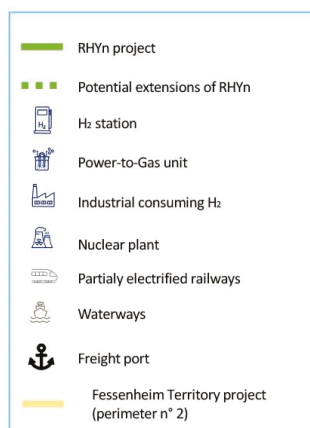 RHYn project
Potential extensions of RHYn
H₂
H₂ station
Power-to-Gas unit
Industrial consuming H₂
Nuclear plant
Partialy electrified railways
Waterways
Freight port
Fessenheim Territory project
(perimeter n° 2)